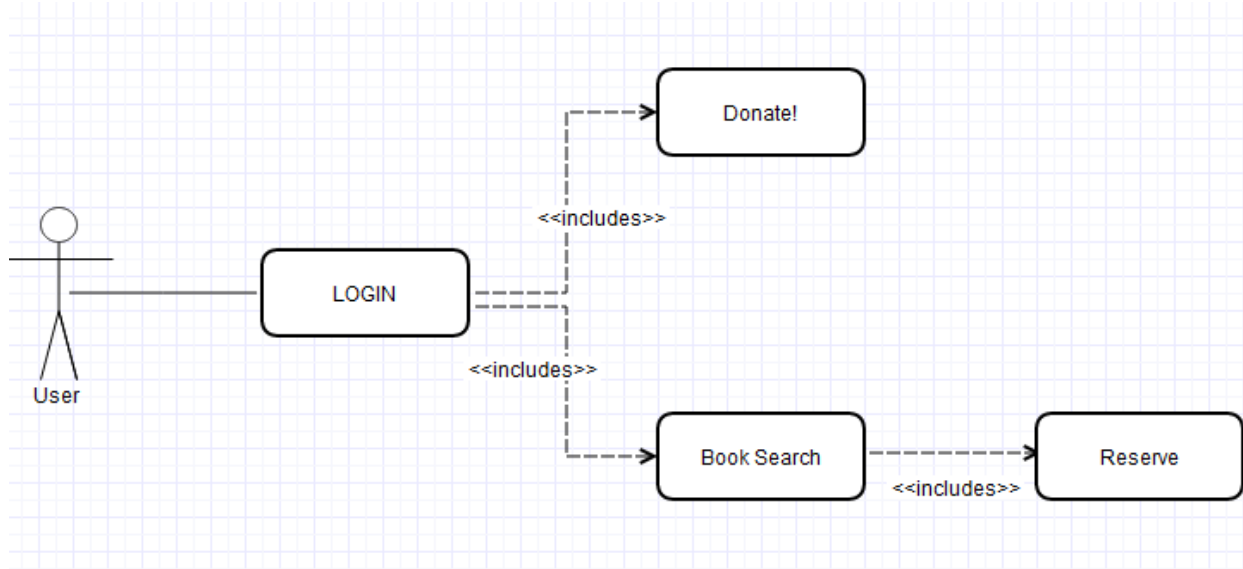 Donate!
<<includes>>
LOGIN
User
<<includes>>
Book Search
<<includes>>
Reserve